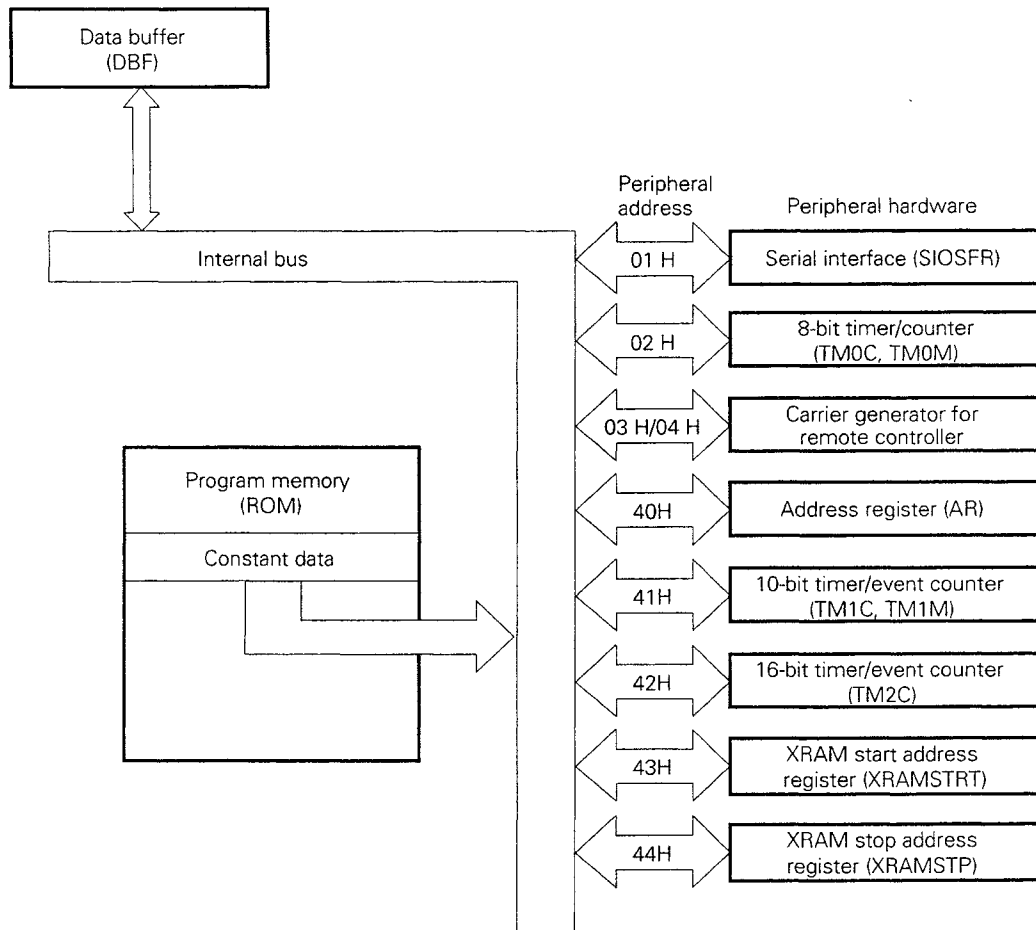 Data buffer
(DBF)
Peripheral
address
Peripheral hardware
Internal bus
01 H
Serial interface (SIOSFR)
02 H
8-bit timer/counter
(TM0C, TM0M)
03 H/04 H
Carrier generator for
remote controller
Program memory
(ROM)
40H
Address register (AR)
Constant data
41H
10-bit timer/event counter
(TM1C, TM1M)
42H
16-bit timer/event counter
(TM2C)
43H
XRAM start address
register (XRAMSTRT)
44H
XRAM stop address
register (XRAMSTP)